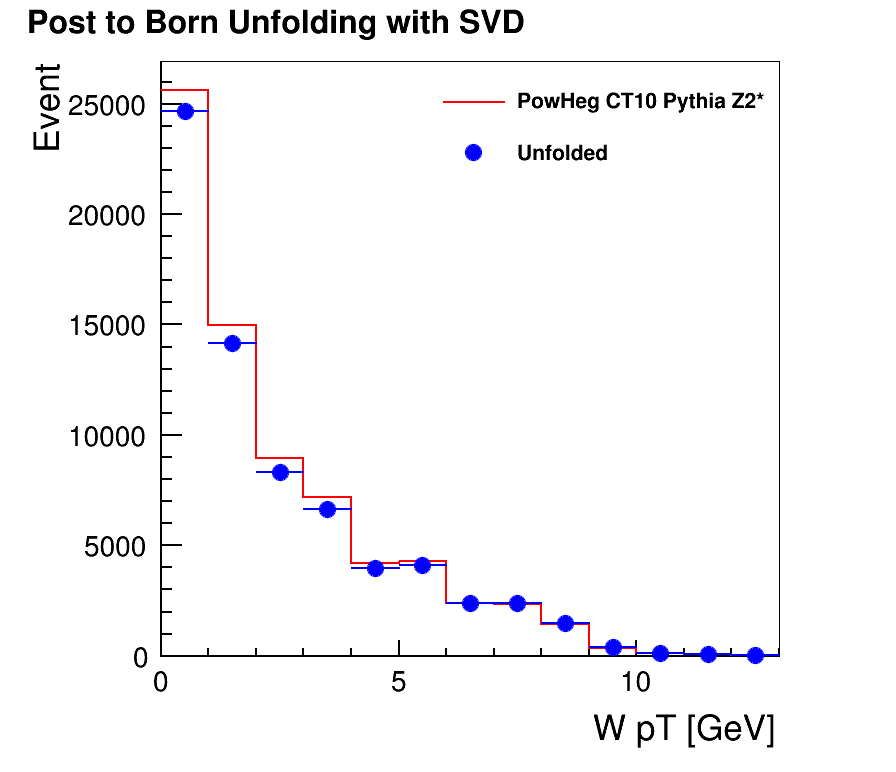 Post to Born Unfolding with SVD
Event
25000
20000
15000
10000
5000
0
PowHeg CT10 Pythia Z2*
Unfolded
0
5
10
W pT [GeV]